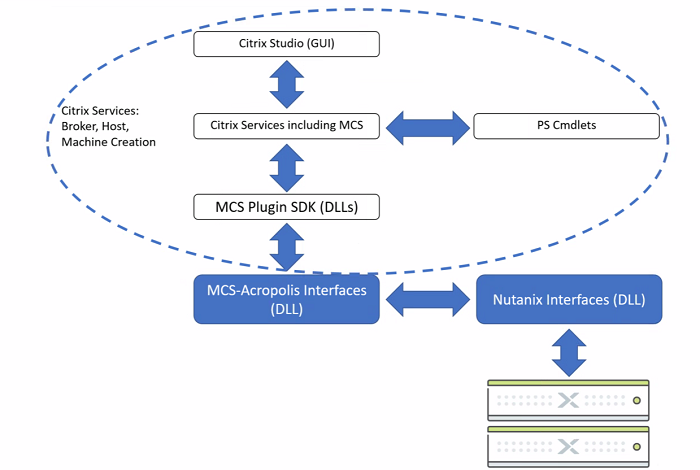 Citrix Studio (GUI)
Citrix Services:
Broker, Host,
Machine Creation
Citrix Services including MCS
PS Cmdlets
MCS Plugin SDK (DLLs)
MCS-Acropolis Interfaces
(DLL)
Nutanix Interfaces (DLL)